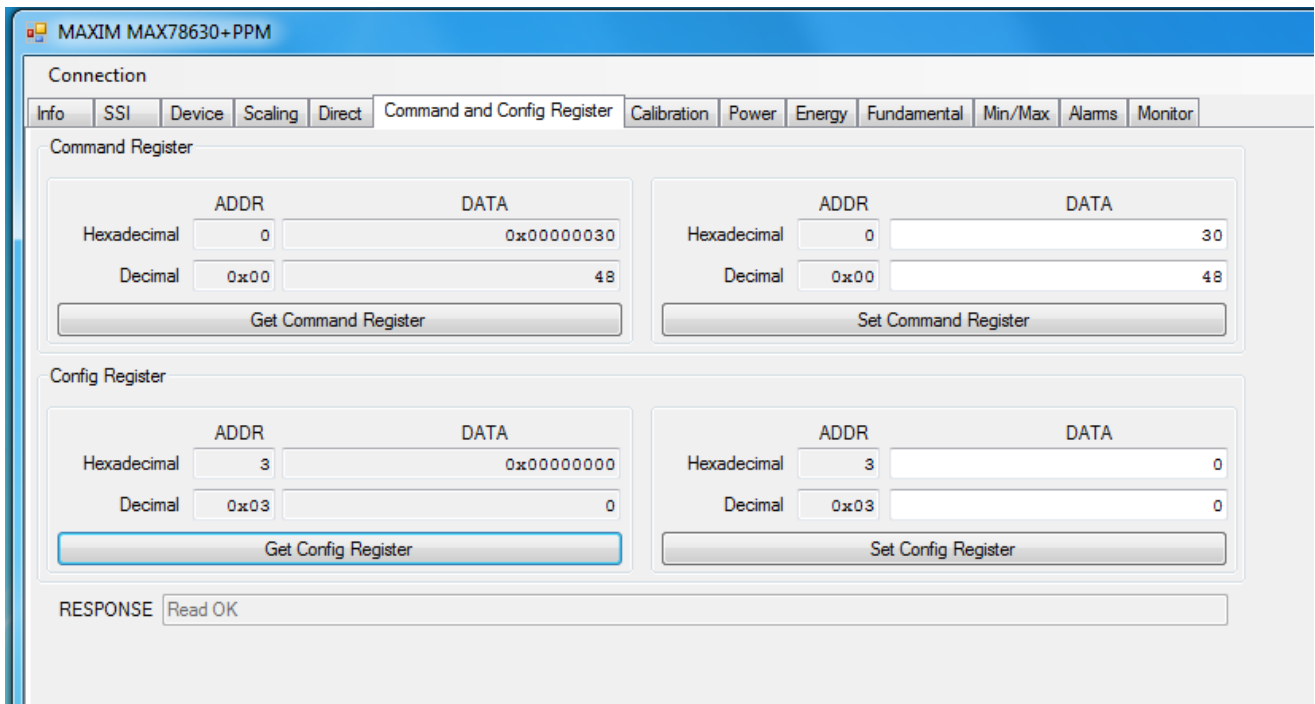 MAXIM MAX78630+PPM
Connection
Info SSI Device Scaling Direct Command and Config Register Calibration Power Energy Fundamental Min/Max Alarms Monitor
Command Register
ADDR DATA ADDR DATA
Hexadecimal 0 0x00000030 Hexadecimal 0 30
Decimal 0x00 48 Decimal 0x00 48
Get Command Register Set Command Register
Config Register
ADDR DATA ADDR DATA
Hexadecimal 3 0x00000000 Hexadecimal 3 0
Decimal 0x03 0 Decimal 0x03 0
Get Config Register Set Config Register
RESPONSE Read OK